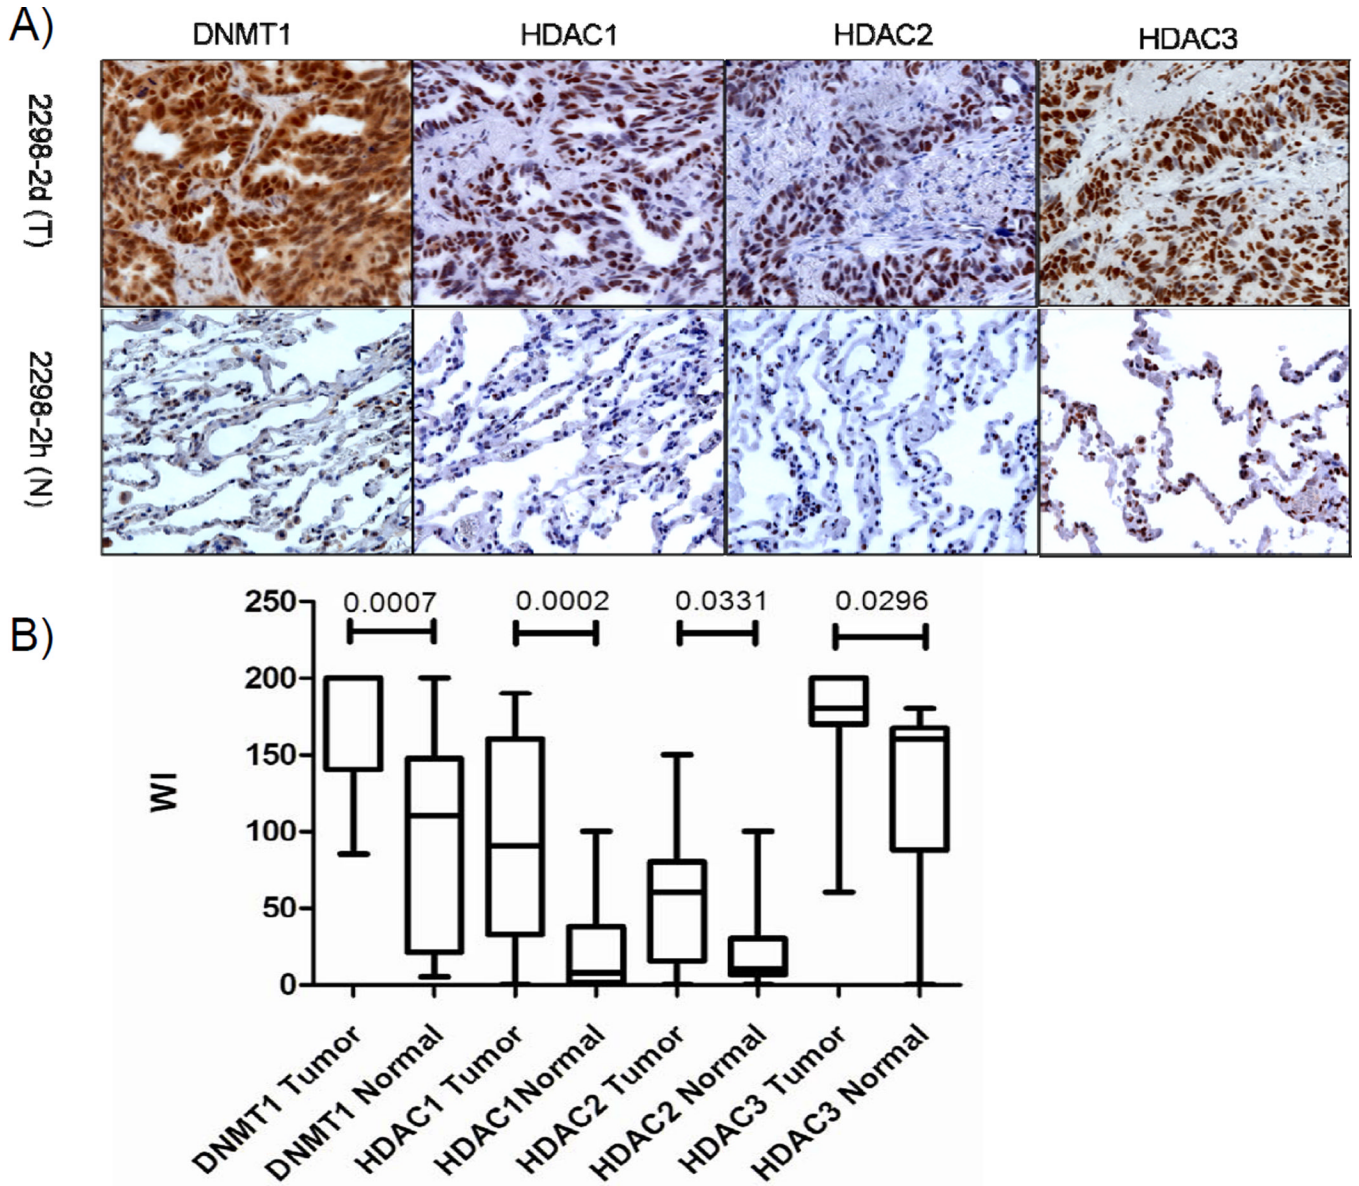 A)
DNMT1
HDAC1
HDAC2
HDAC3
2298-2d (T)
2298-2h (N)
B)
0.0007
0.0002
0.0331
0.0296
250
200
150
100
50
0
WI
DNMT1 Tumor
DNMT1 Normal
HDAC1 Tumor
HDAC1Normal
HDAC2 Tumor
HDAC2 Normal
HDAC3 Tumor
HDAC3 Normal